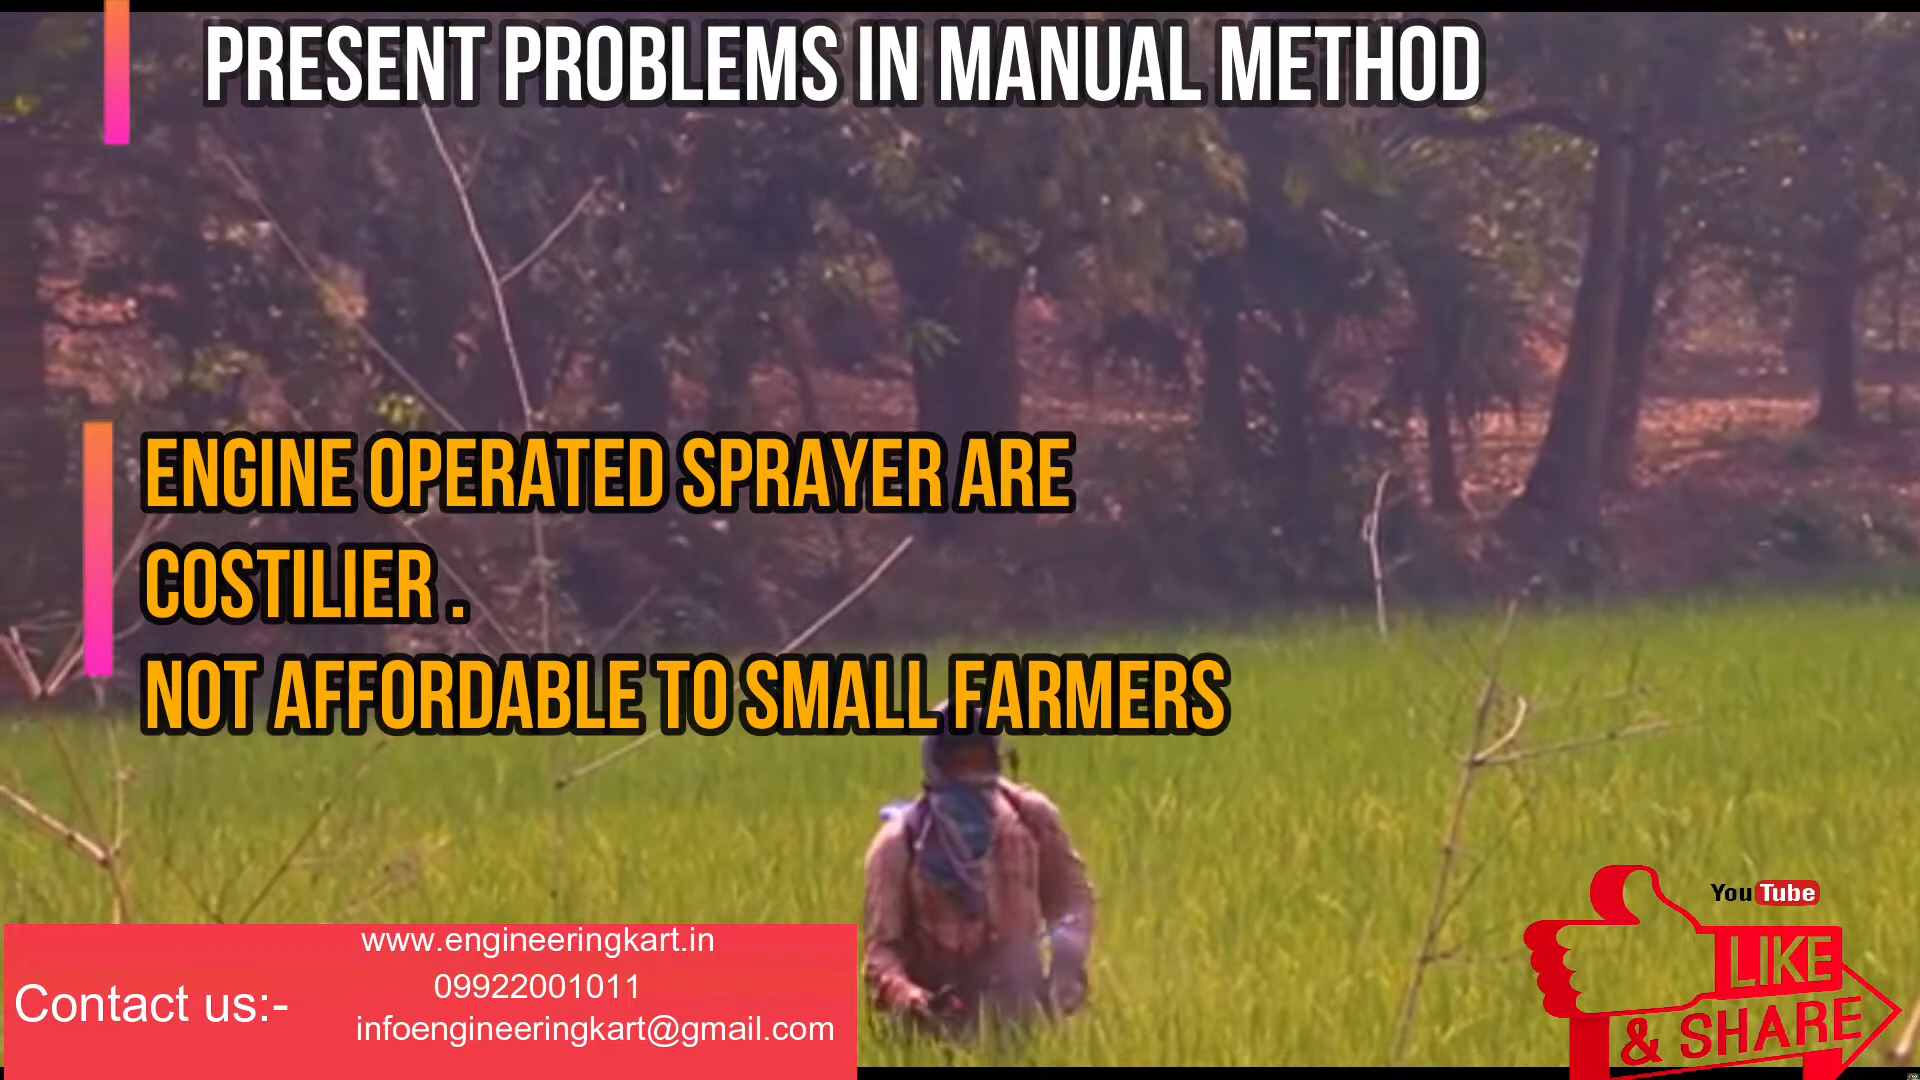 PRESENT PROBLEMS IN MANUAL METHOD
ENGINE OPERATED SPRAYER ARE
COSTILIER .
NOT AFFORDABLE TO SMALL FARMERS
Contact us:-
www.engineeringkart.in
09922001011
infoengineeringkart@gmail.com
YouTube
LIKE
& SHARE